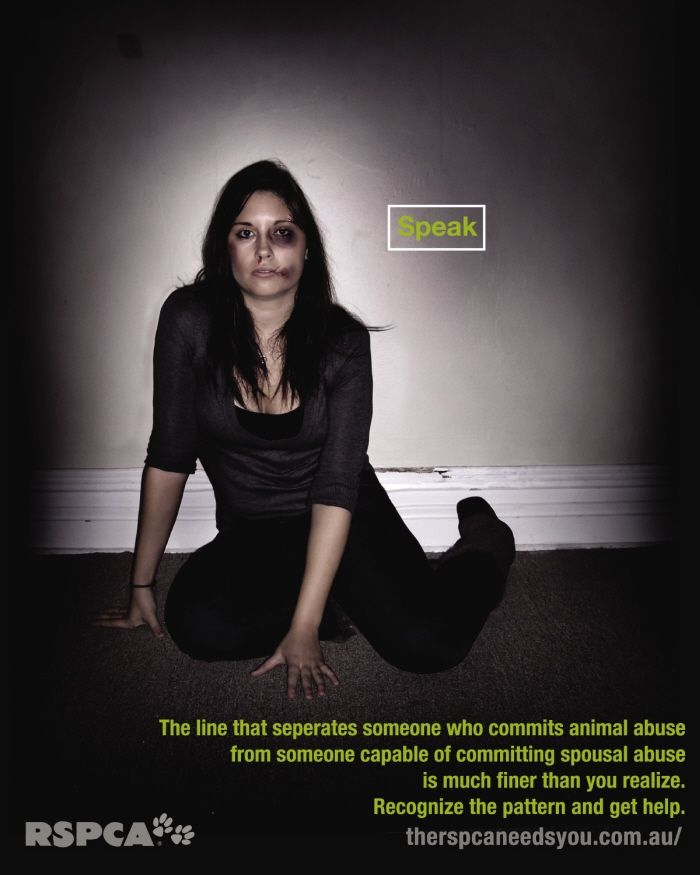 Speak
The line that seperates someone who commits animal abuse
from someone capable of committing spousal abuse
is much finer than you realize.
Recognize the pattern and get help.
RSPCA
therspcaneedsyou.com.au/